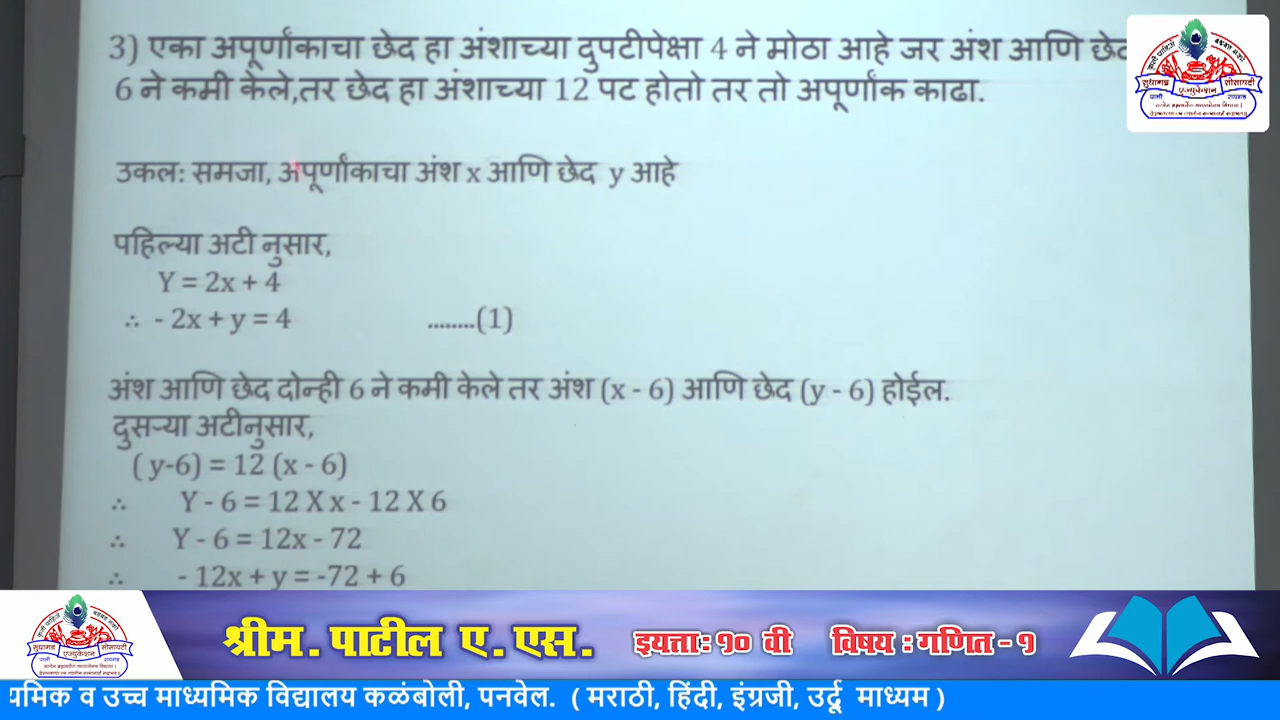 3) एका अपूर्णांकाचा छेद हा अंशाच्या दुपटीपेक्षा 4 ने मोठा आहे जर अंश आणि छेद
6 ने कमी केले,तर छेद हा अंशाच्या 12 पट होतो तर तो अपूर्णांक काढा.
उकल: समजा, अपूर्णांकाचा अंश x आणि छेद y आहे
पहिल्या अटी नुसार,
Y = 2x + 4
∴ - 2x + y = 4 ........(1)
अंश आणि छेद दोन्ही 6 ने कमी केले तर अंश (x - 6) आणि छेद (y - 6) होईल.
दुसऱ्या अटीनुसार,
( y-6) = 12 (x - 6)
∴ Y - 6 = 12 X x - 12 X 6
∴ Y - 6 = 12x - 72
∴ - 12x + y = -72 + 6
श्रीम. पाटील ए. एस. इयत्ता: १० वी विषय : गणित - १
यमिक व उच्च माध्यमिक विद्यालय कळंबोली, पनवेल. ( मराठी, हिंदी, इंग्रजी, उर्दू माध्यम )